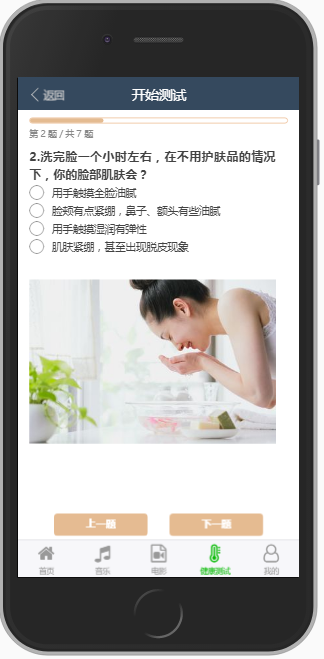 返回
开始测试
第2题/共7题
2.洗完脸一个小时左右，在不用护肤品的情况
下，你的脸部肌肤会？
用手触摸全脸油腻
脸颊有点紧绷，鼻子、额头有些油腻
用手触摸湿润有弹性
肌肤紧绷，甚至出现脱皮现象
上一题
下一题
首页
音乐
电影
健康测试
我的